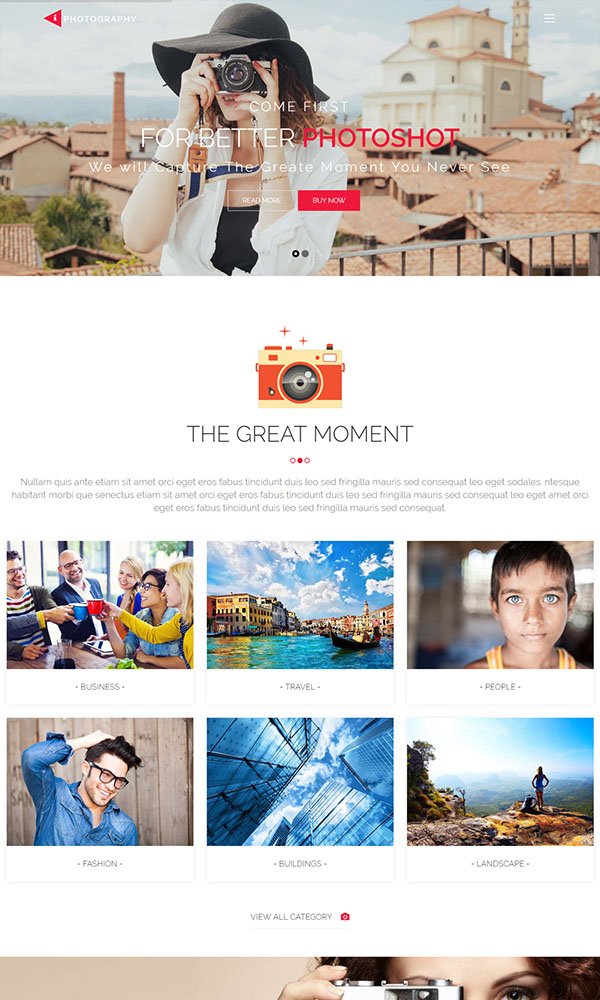 i PHOTOGRAPHY
COME FIRST
FOR BETTER PHOTOSHOT
We will Capture The Greate Moment You Never See
READ MORE
BUY NOW
THE GREAT MOMENT
Nullam quis ante etiam sit amet orci eget eros fabus tincidunt duis leo sed fringilla mauris sed consequat leo eget sodales. ntesque
habitant morbi que senectus etiam sit amet orci eget eros fabus tincidunt duis leo sed fringilla mauris sed consequat leo eget amet orci
eget eros fabus tincidunt duis leo sed fringilla mauris sed consequat.
- BUSINESS -
- TRAVEL -
- PEOPLE -
- FASHION -
- BUILDINGS -
- LANDSCAPE -
VIEW ALL CATEGORY